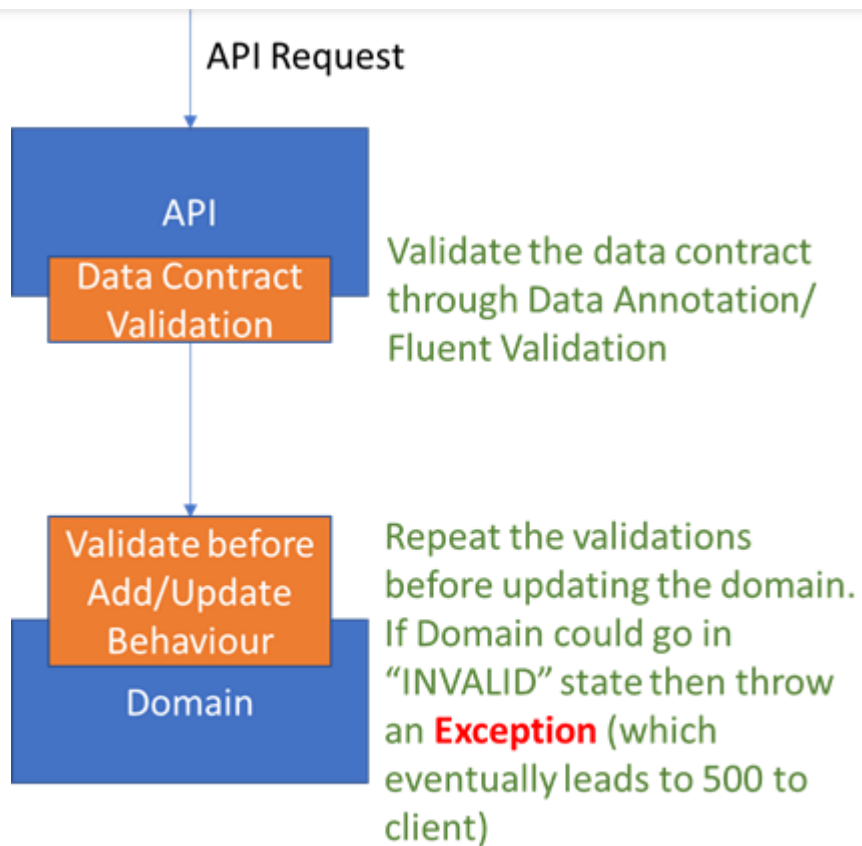 API Request
API
Data Contract
Validation
Validate the data contract
through Data Annotation/
Fluent Validation
Validate before
Add/Update
Behaviour
Domain
Repeat the validations
before updating the domain.
If Domain could go in
“INVALID” state then throw
an Exception (which
eventually leads to 500 to
client)